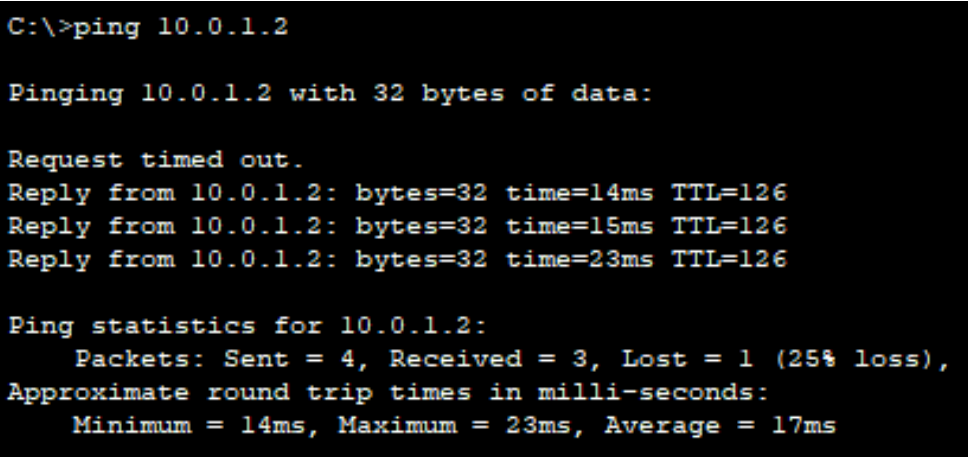 C:\>ping 10.0.1.2
Pinging 10.0.1.2 with 32 bytes of data:
Request timed out.
Reply from 10.0.1.2: bytes=32 time=14ms TTL=126
Reply from 10.0.1.2: bytes=32 time=15ms TTL=126
Reply from 10.0.1.2: bytes=32 time=23ms TTL=126
Ping statistics for 10.0.1.2:
Packets: Sent = 4, Received = 3, Lost = 1 (25% loss),
Approximate round trip times in milli-seconds:
Minimum = 14ms, Maximum = 23ms, Average = 17ms